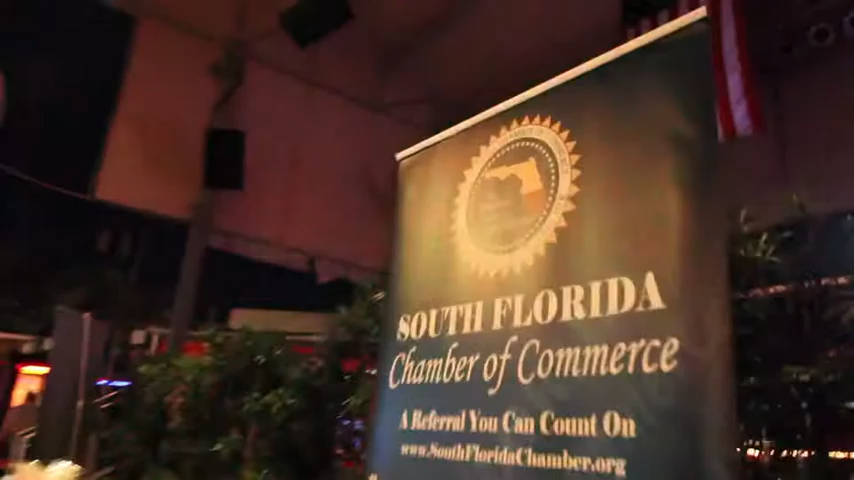 SOUTH FLORIDA
Chamber of Commerce
A Referral You Can Count On
www.SouthFloridaChamber.org